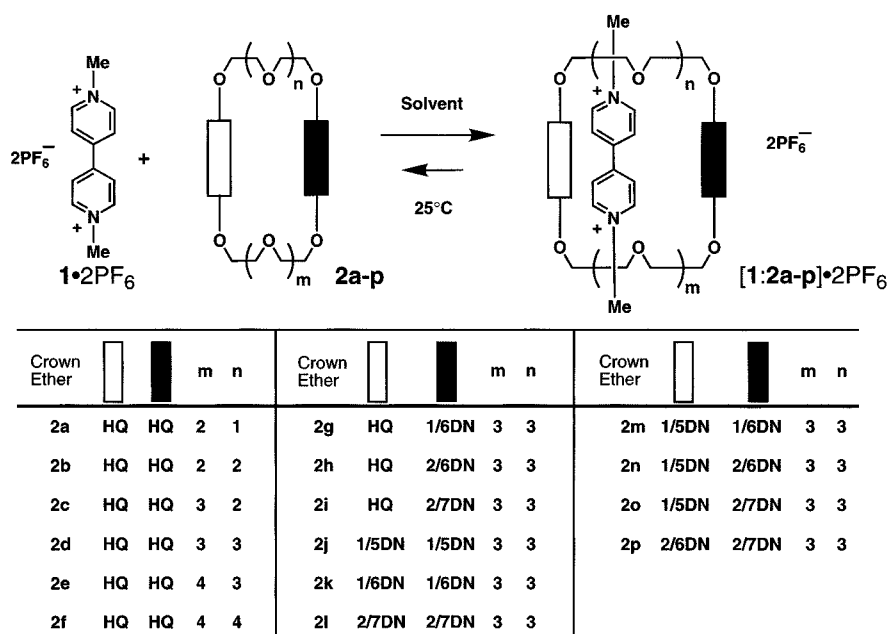 Me
N +
2PF6–
+
N +
Me
1•2PF6
O O O n
O O
O O m
2a-p
Solvent
25°C
Me
O O O n
N +
N +
O O O m
Me
2PF6–
[1:2a-p]•2PF6
Crown Ether m n
2a HQ HQ 2 1
2b HQ HQ 2 2
2c HQ HQ 3 2
2d HQ HQ 3 3
2e HQ HQ 4 3
2f HQ HQ 4 4
Crown Ether m n
2g HQ 1/6DN 3 3
2h HQ 2/6DN 3 3
2i HQ 2/7DN 3 3
2j 1/5DN 1/5DN 3 3
2k 1/6DN 1/6DN 3 3
2l 2/7DN 2/7DN 3 3
Crown Ether m n
2m 1/5DN 1/6DN 3 3
2n 1/5DN 2/6DN 3 3
2o 1/5DN 2/7DN 3 3
2p 2/6DN 2/7DN 3 3